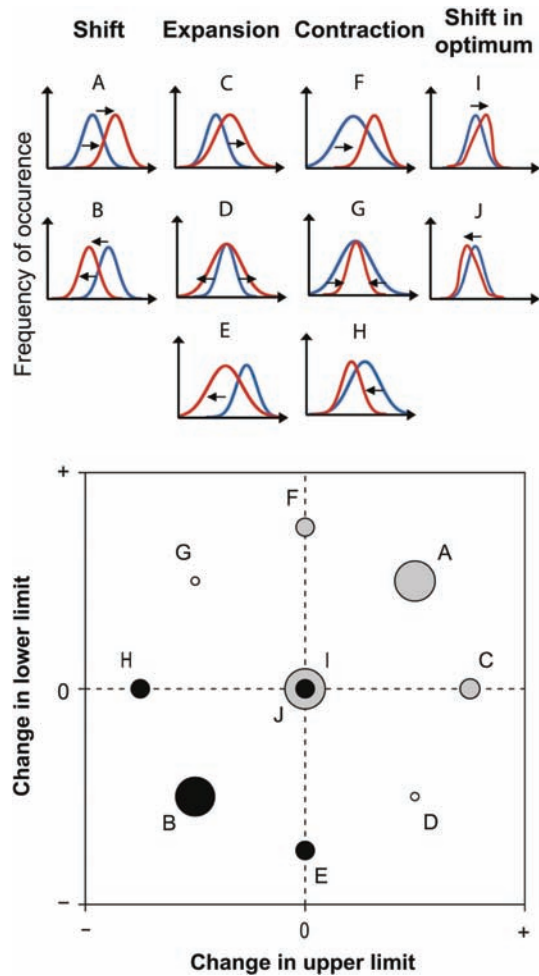 Shift Expansion Contraction Shift in
optimum
A C F I
B D G J
E H
Frequency of occurence
+
F
G A
H I C
0
J
B D
E
−
- 0 +
Change in lower limit
Change in upper limit